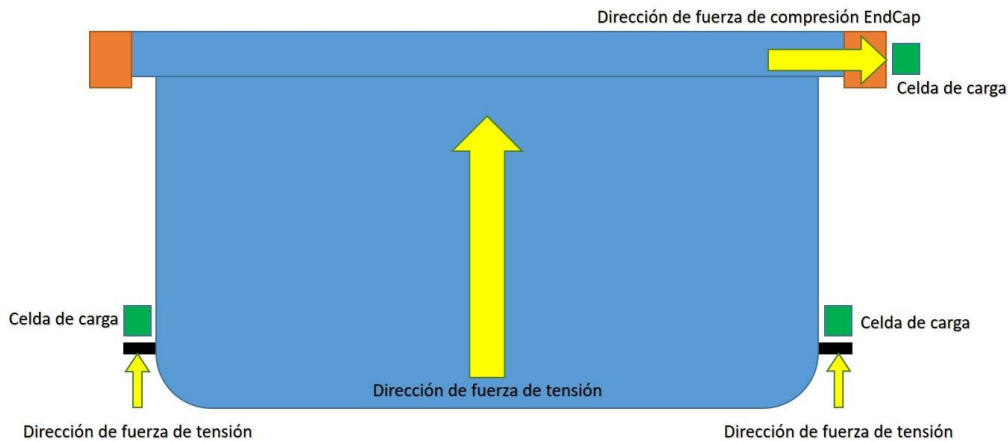 Dirección de fuerza de compresión EndCap
Celda de carga
Celda de carga
Celda de carga
Dirección de fuerza de tensión
Dirección de fuerza de tensión
Dirección de fuerza de tensión